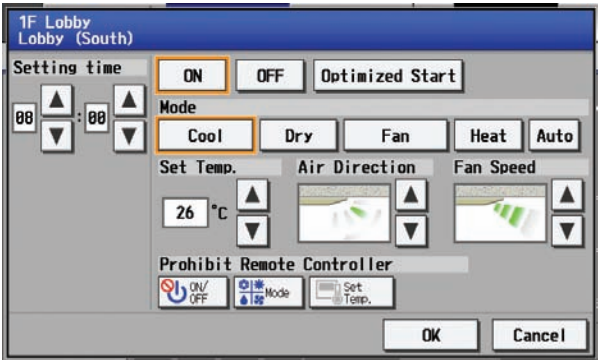 1F Lobby
Lobby (South)
Setting time
ON OFF Optimized Start
Mode
08 : 00
Cool Dry Fan Heat Auto
Set Temp. Air Direction Fan Speed
26 °C
Prohibit Remote Controller
ON/OFF Mode Set Temp.
OK Cancel